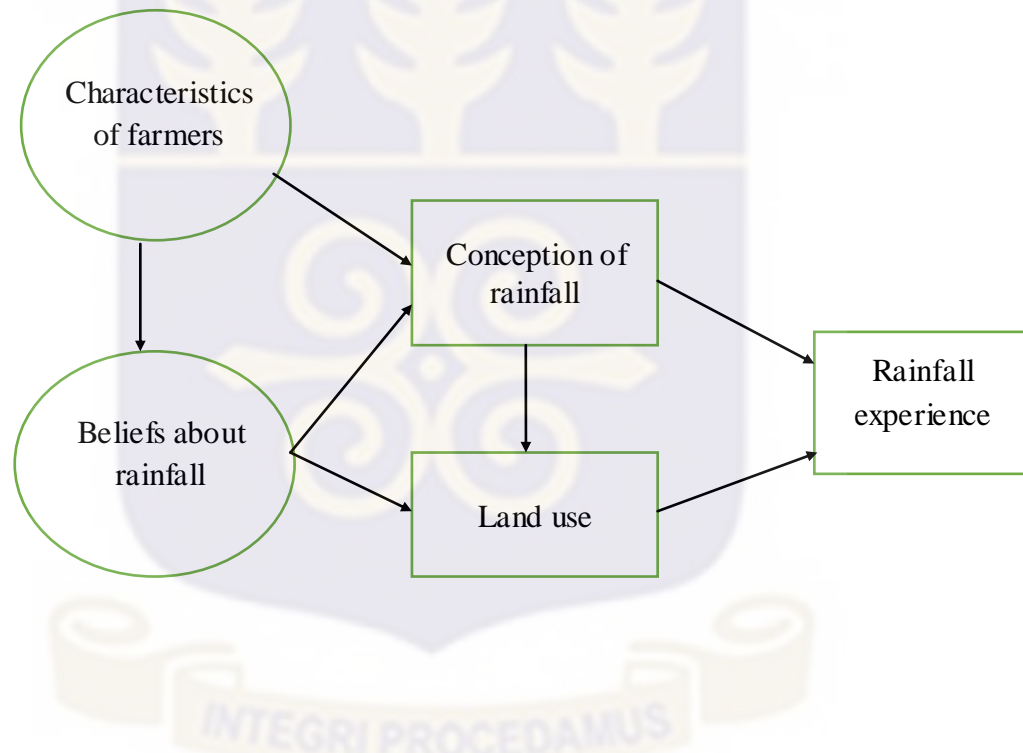 Characteristics
of farmers
Conception of
rainfall
Rainfall
experience
Beliefs about
rainfall
Land use
INTEGRI PROCEDAMUS